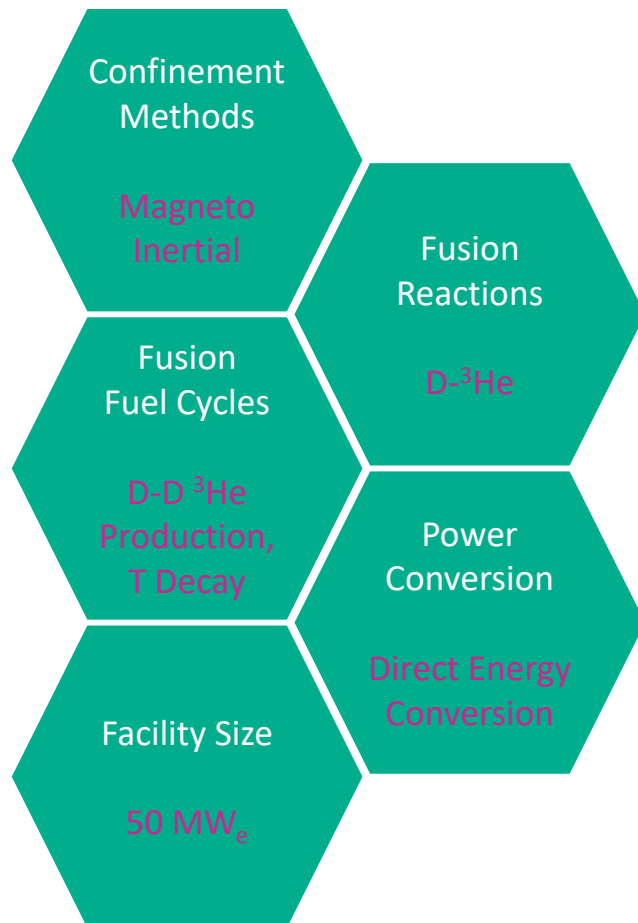 Confinement
Methods
Magneto
Inertial
Fusion
Reactions
D-³He
Fusion
Fuel Cycles
D-D ³He
Production,
T Decay
Power
Conversion
Direct Energy
Conversion
Facility Size
50 MWₑ